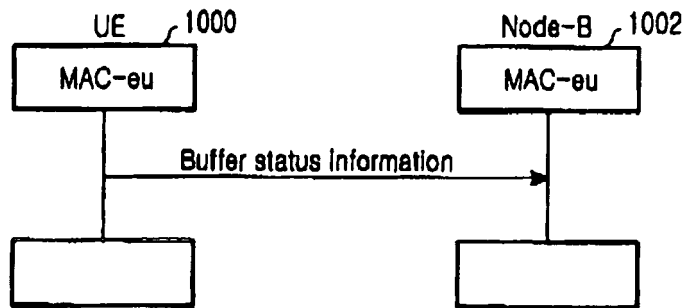 UE 1000
MAC-eu
Node-B 1002
MAC-eu
Buffer status information